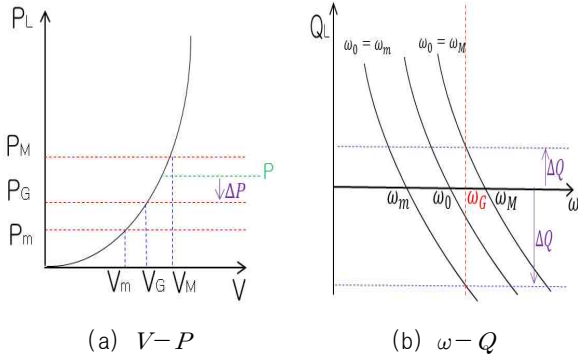 P_L
P_M
P
ΔP
P_G
P_m
V_m V_G V_M V
(a) V-P
Q_L
ω_0 = ω_m
ω_0 = ω_M
ΔQ
ω_m ω_0 ω_G ω_M ω
ΔQ
(b) ω-Q